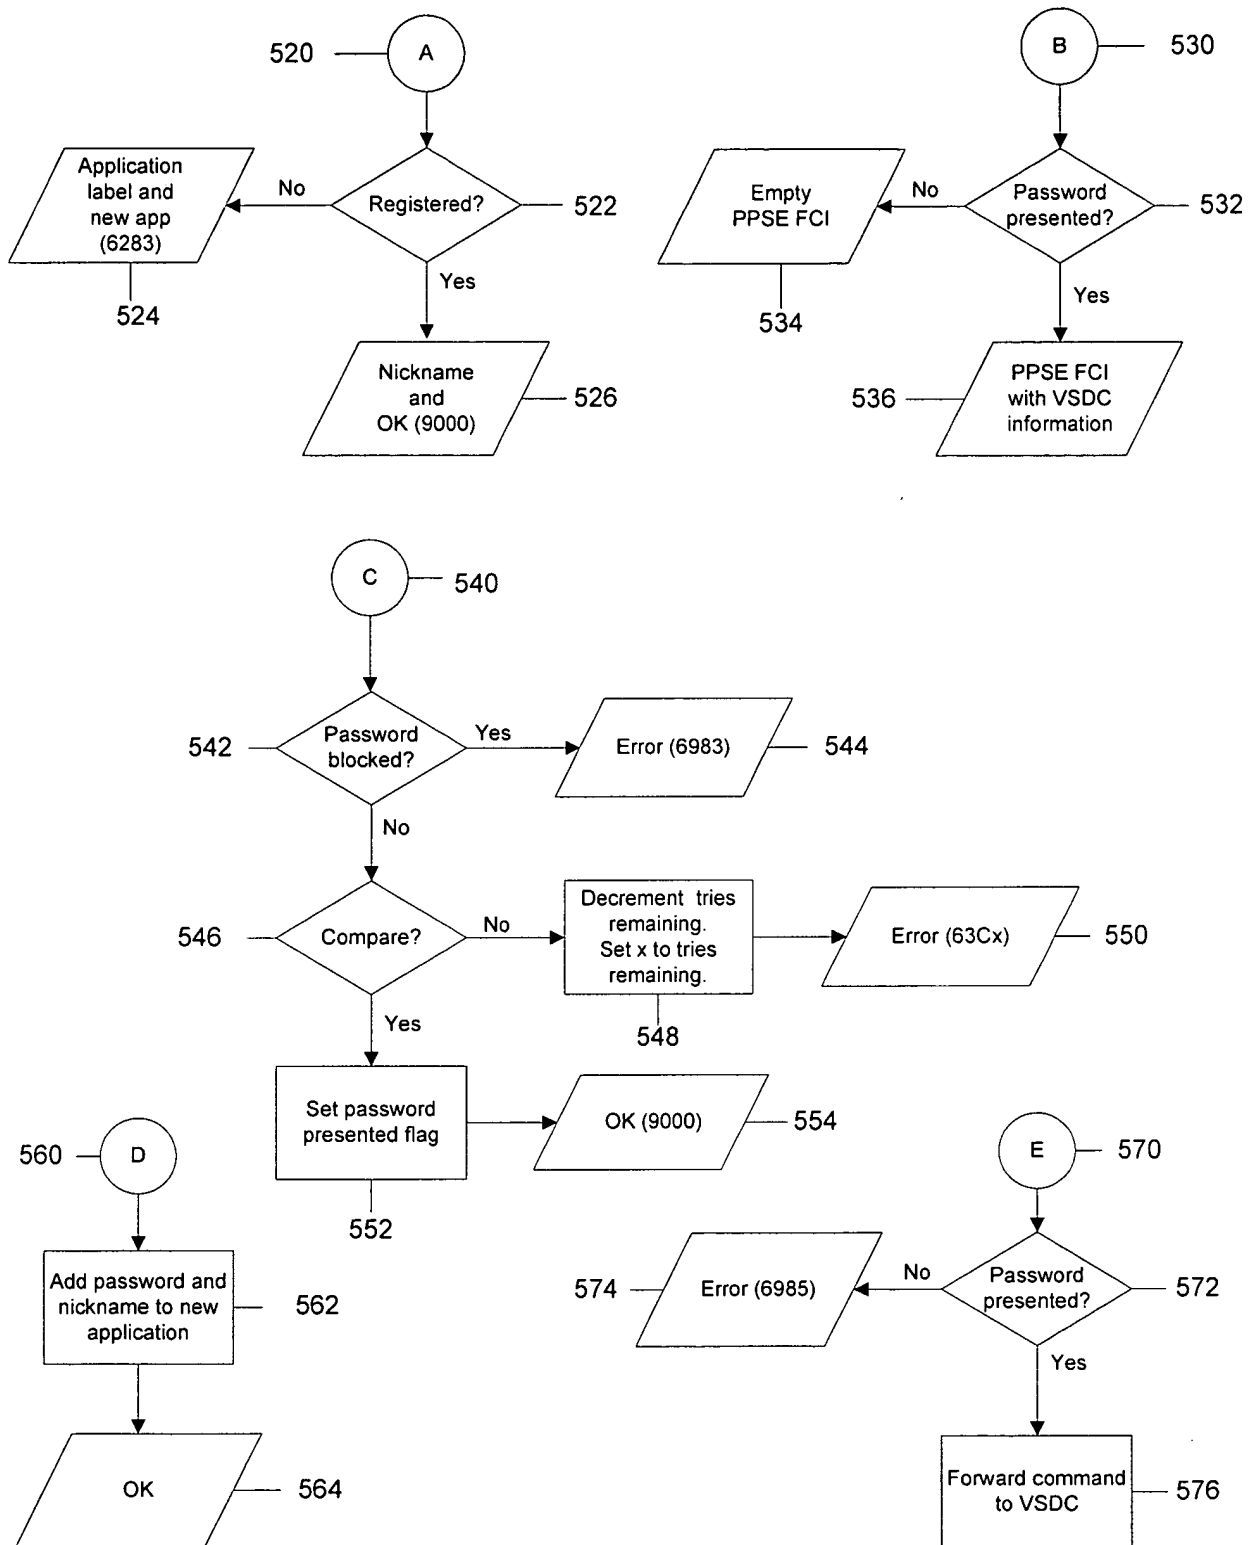 520
A
Registered?
522
No
Application
label and
new app
(6283)
524
Yes
Nickname
and
OK (9000)
526
B
530
Password
presented?
532
No
Empty
PPSE FCI
534
Yes
PPSE FCI
with VSDC
information
536
C
540
542
Password
blocked?
Yes
Error (6983)
544
No
546
Compare?
No
Decrement tries
remaining.
Set x to tries
remaining.
548
Error (63Cx)
550
Yes
Set password
presented flag
552
OK (9000)
554
560
D
Add password and
nickname to new
application
562
OK
564
E
570
Password
presented?
572
No
Error (6985)
574
Yes
Forward command
to VSDC
576